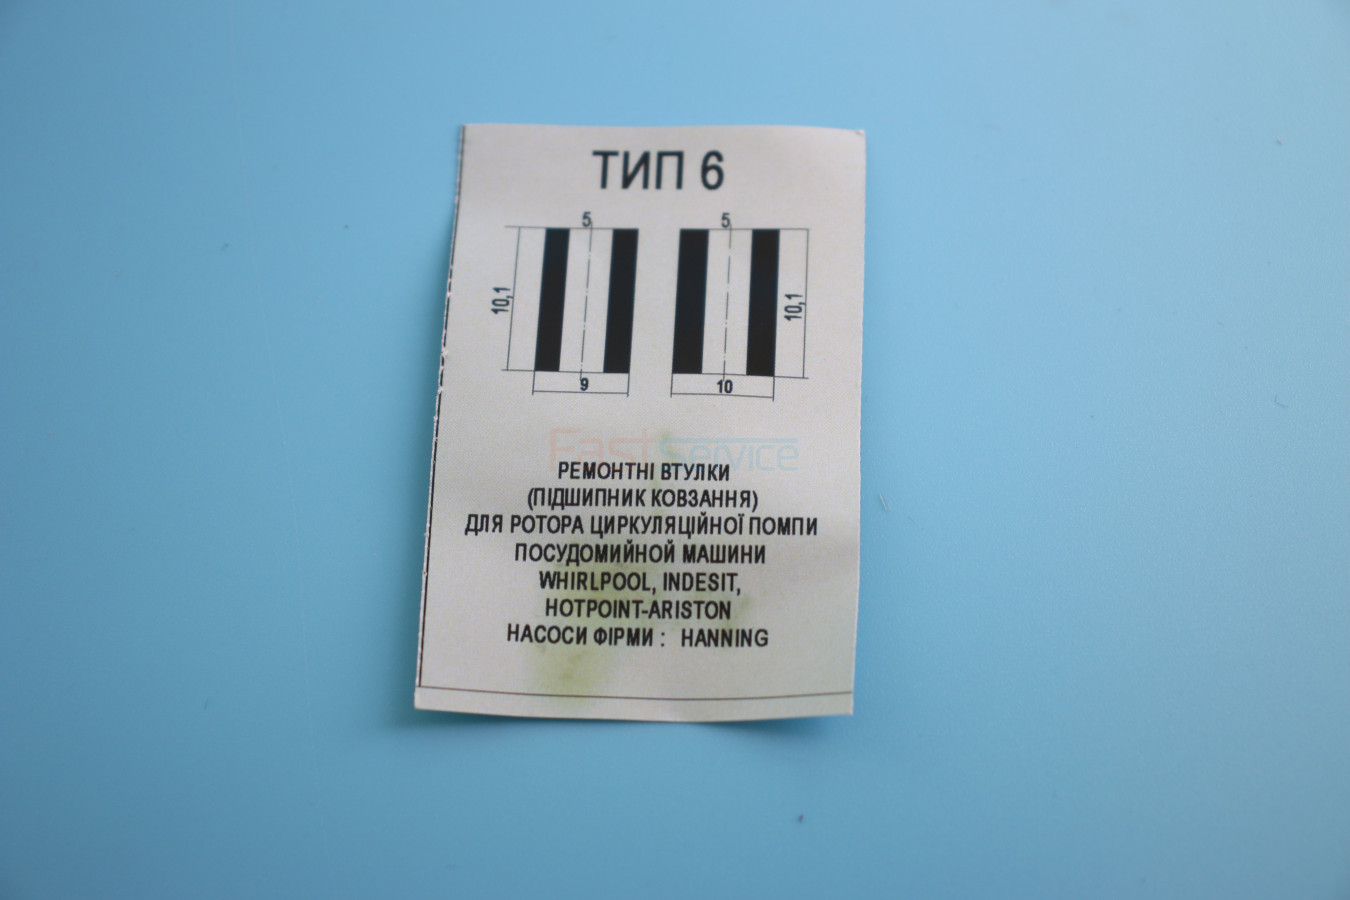 ТИП 6
5 5
10,1 10,1
9 10
FastService
РЕМОНТНІ ВТУЛКИ
(ПІДШИПНИК КОВЗАННЯ)
ДЛЯ РОТОРА ЦИРКУЛЯЦІЙНОЇ ПОМПИ
ПОСУДОМИЙНОЙ МАШИНИ
WHIRLPOOL, INDESIT,
HOTPOINT-ARISTON
НАСОСИ ФІРМИ : HANNING